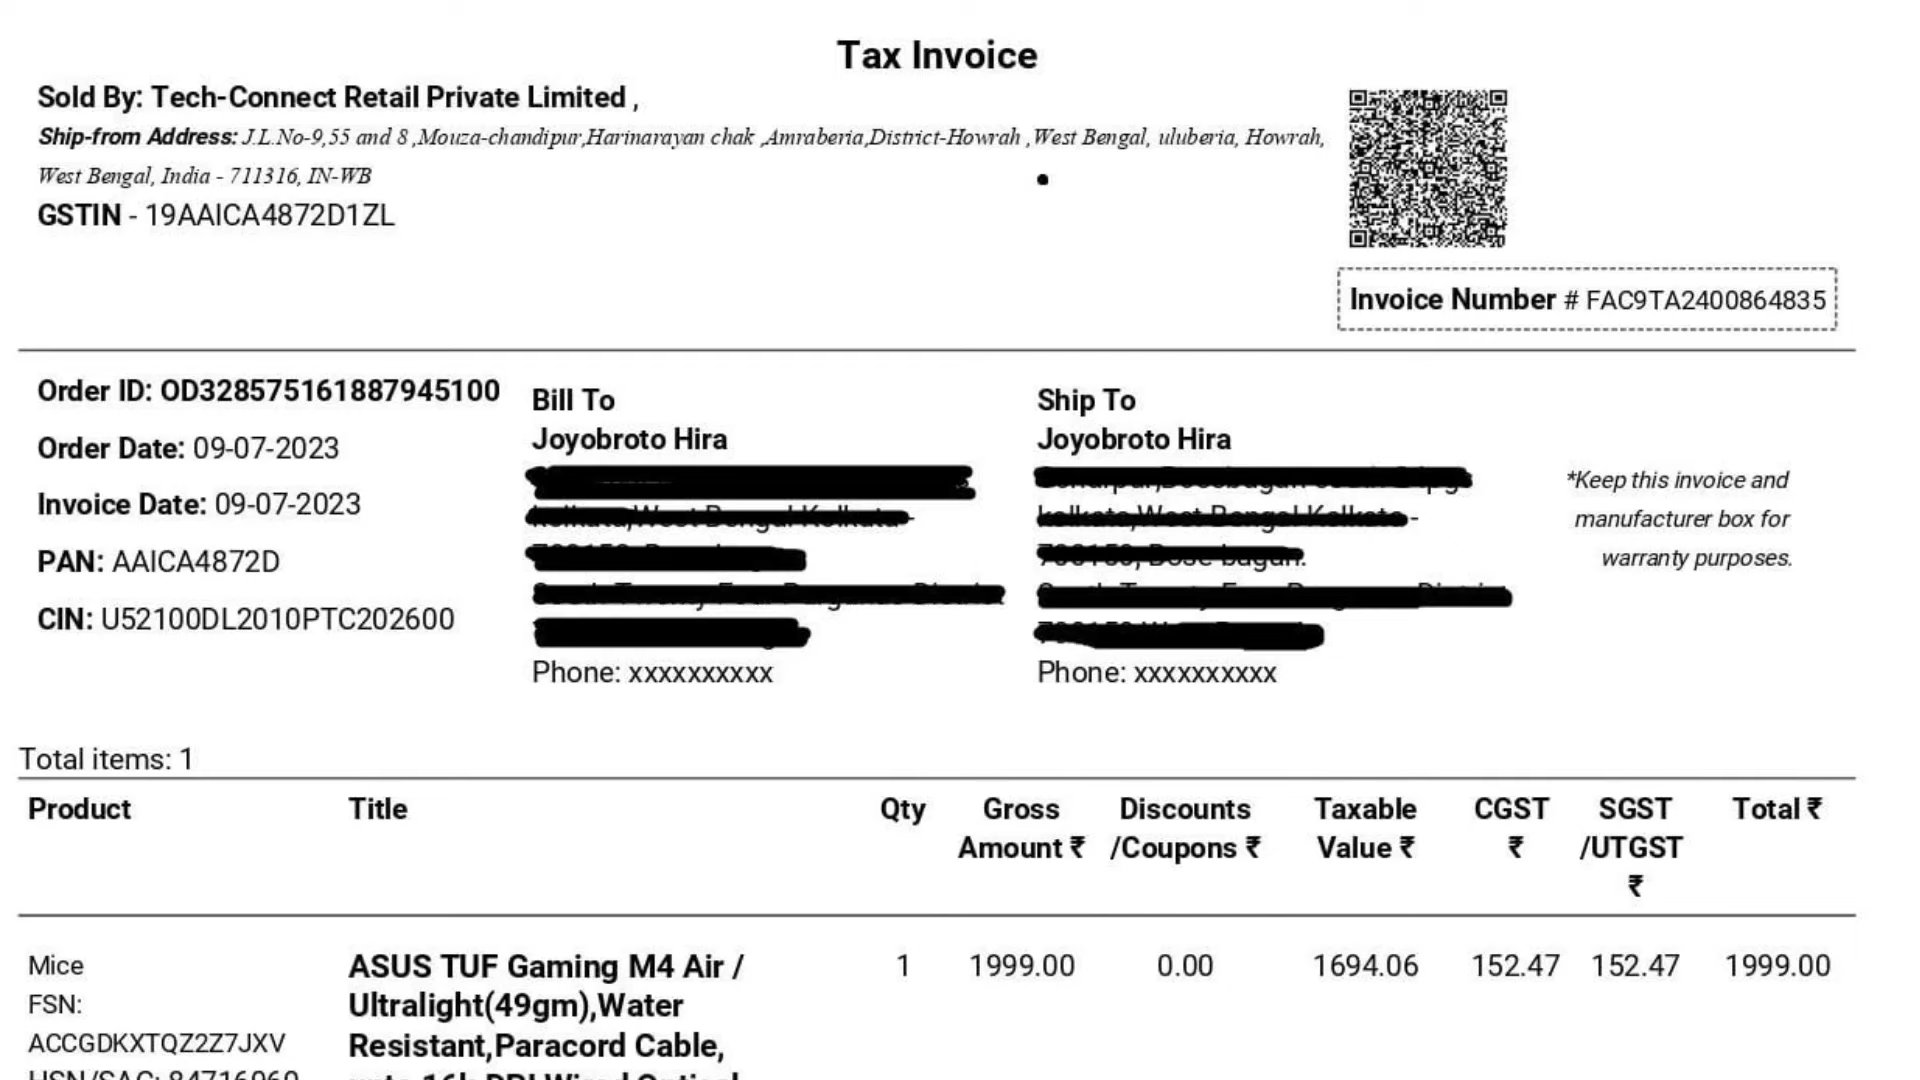 Tax Invoice
Sold By: Tech-Connect Retail Private Limited ,
Ship-from Address: J.L.No-9,55 and 8 ,Mouza-chandipur,Harinarayan chak ,Amraberia,District-Howrah ,West Bengal, uluberia, Howrah,
West Bengal, India - 711316, IN-WB
GSTIN - 19AAICA4872D1ZL
Invoice Number # FAC9TA2400864835
Order ID: OD328575161887945100
Order Date: 09-07-2023
Invoice Date: 09-07-2023
PAN: AAICA4872D
CIN: U52100DL2010PTC202600
Bill To
Joyobroto Hira
Phone: xxxxxxxxxx
Ship To
Joyobroto Hira
Phone: xxxxxxxxxx
*Keep this invoice and
manufacturer box for
warranty purposes.
Total items: 1
Product Title Qty Gross Discounts Taxable CGST SGST Total ₹
Amount ₹ /Coupons ₹ Value ₹ ₹ /UTGST
₹
Mice ASUS TUF Gaming M4 Air / 1 1999.00 0.00 1694.06 152.47 152.47 1999.00
FSN: Ultralight(49gm),Water
ACCGDKXTQZ2Z7JXV Resistant,Paracord Cable,